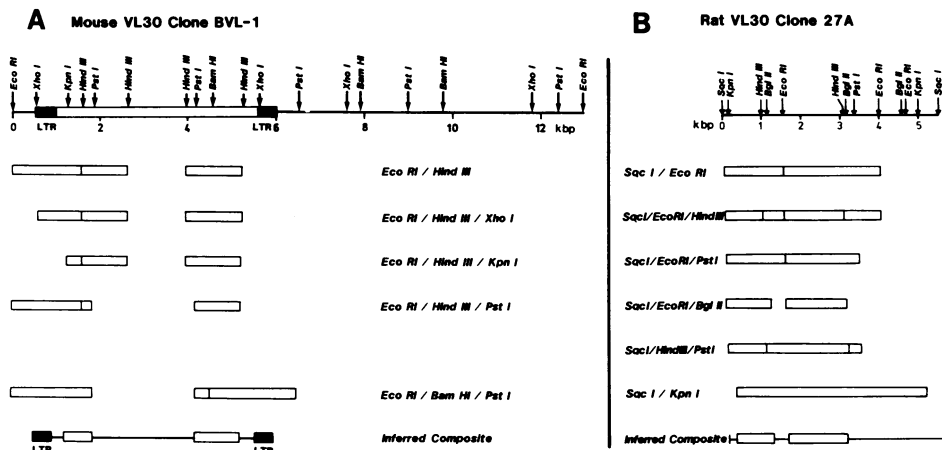 A Mouse VL30 Clone BVL-1
Eco RI
Xho I
Kpn I
Hind III
Pst I
Hind III
Hind III
Pst I
Bam HI
Hind III
Xho I
Pst I
Xho I
Bam HI
Pst I
Bam HI
Xho I
Pst I
Eco RI
LTR LTR
0 2 4 6 8 10 12 kbp
Eco RI / Hind III
Eco RI / Hind III / Xho I
Eco RI / Hind III / Kpn I
Eco RI / Hind III / Pst I
Eco RI / Bam HI / Pst I
Inferred Composite
LTR LTR
B Rat VL30 Clone 27A
Sac I
Kpn I
Hind III
Bgl II
Eco RI
Hind III
Bgl II
Pst I
Eco RI
Bgl II
Eco RI
Kpn I
Sac I
kbp 0 1 2 3 4 5
Sac I / Eco RI
SacI/EcoRI/HindIII
SacI/EcoRI/PstI
SacI/EcoRI/Bgl II
SacI/HindIII/PstI
Sac I / Kpn I
Inferred Composite